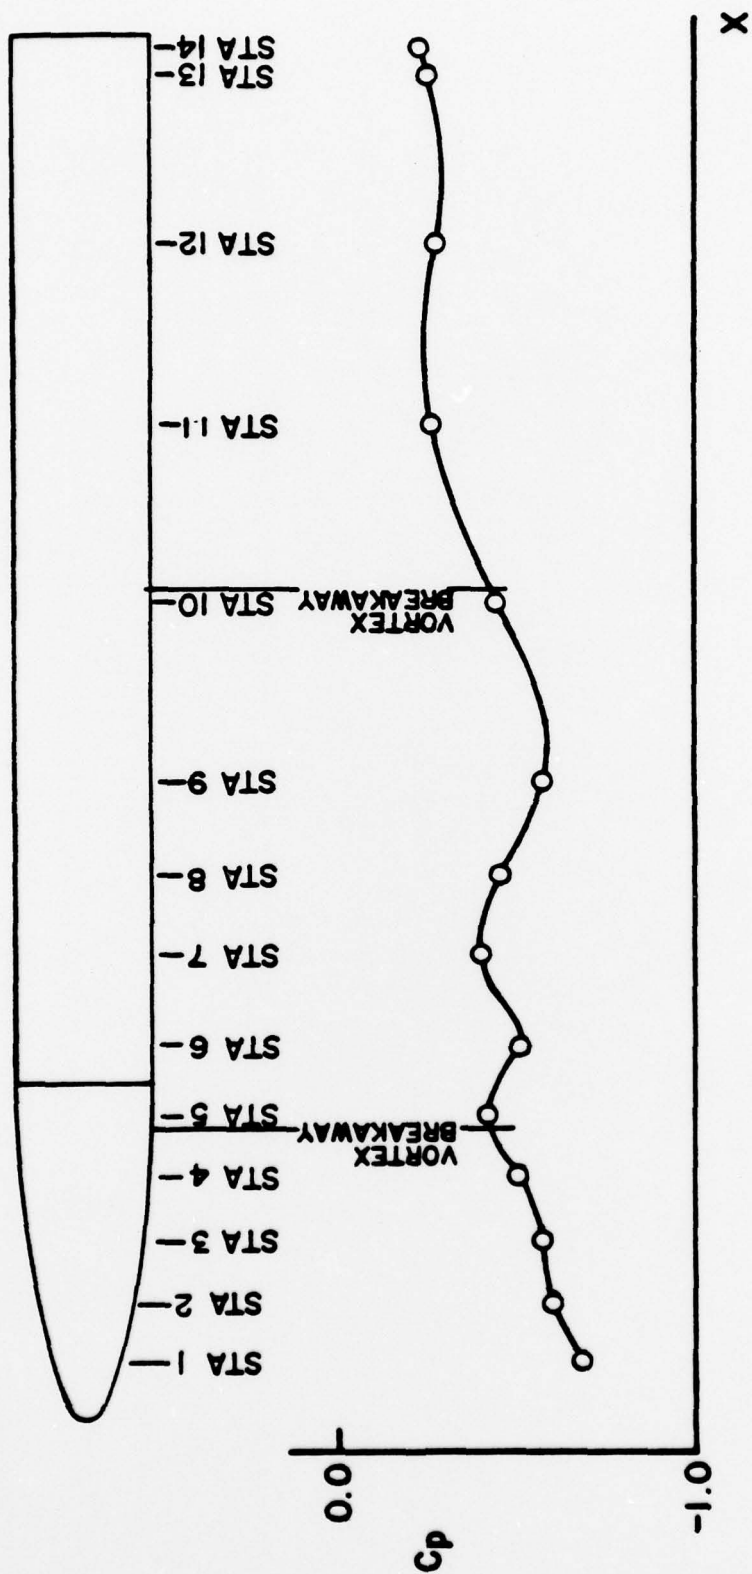 STA 1
STA 2
STA 3
STA 4
STA 5
STA 6
STA 7
STA 8
STA 9
STA 10
STA 11
STA 12
STA 13
STA 14
VORTEX
BREAKAWAY
VORTEX
BREAKAWAY
0.0
Cp
-1.0
X